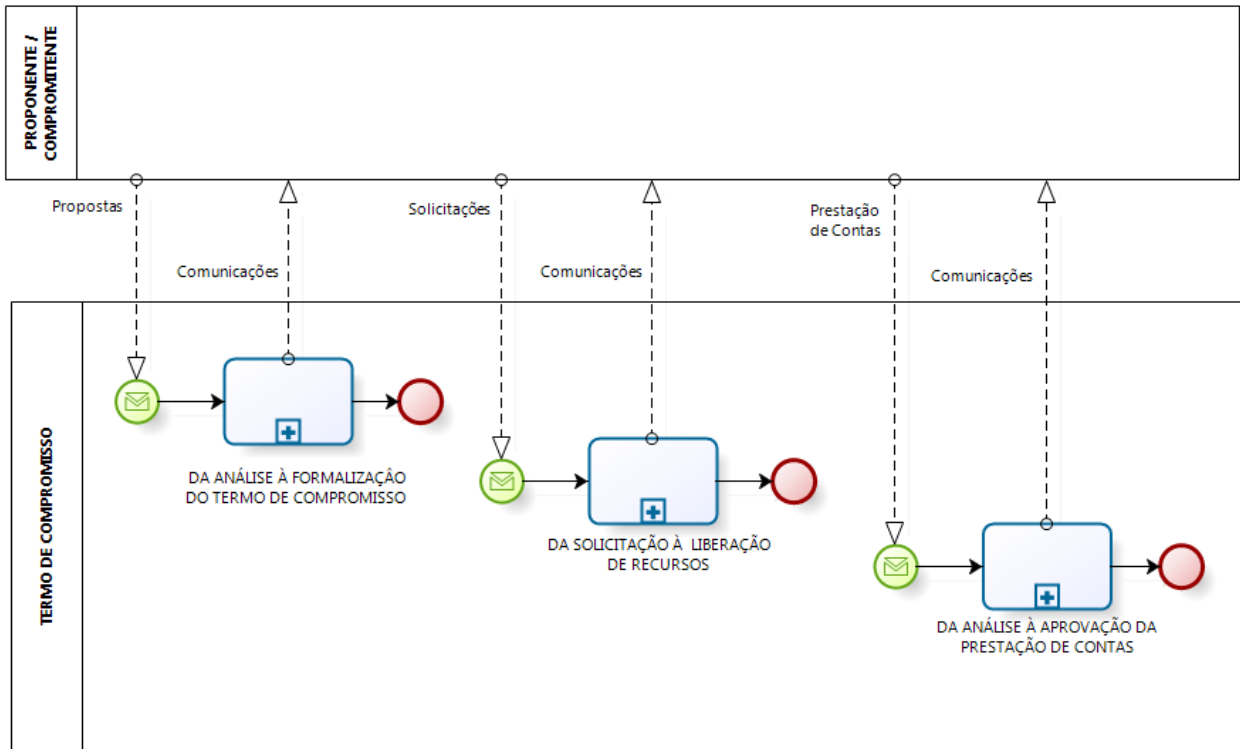 PROPONENTE /
COMPROMITENTE
Propostas
Comunicações
Solicitações
Comunicações
Prestação
de Contas
Comunicações
TERMO DE COMPROMISSO
DA ANÁLISE À FORMALIZAÇÃO
DO TERMO DE COMPROMISSO
DA SOLICITAÇÃO À LIBERAÇÃO
DE RECURSOS
DA ANÁLISE À APROVAÇÃO DA
PRESTAÇÃO DE CONTAS